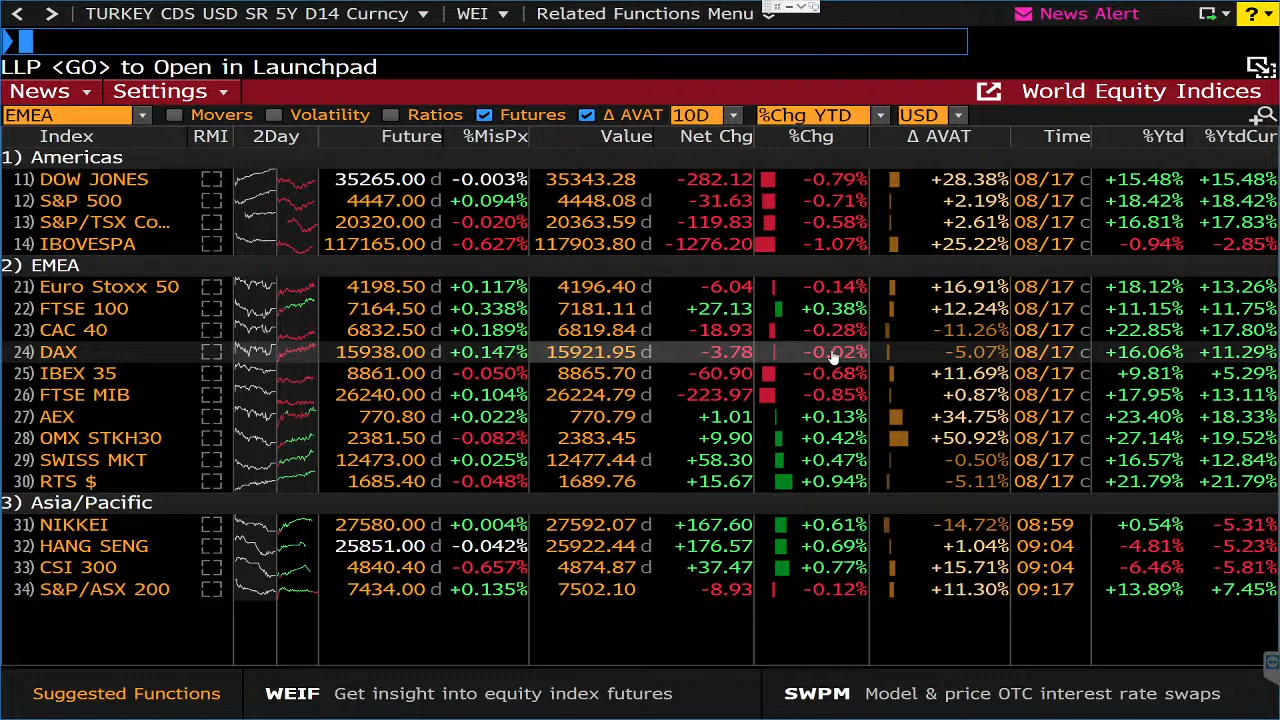 TURKEY CDS USD SR 5Y D14 Curncy WEI Related Functions Menu News Alert ?
LLP <GO> to Open in Launchpad
News Settings World Equity Indices
EMEA Movers Volatility Ratios Futures Δ AVAT 10D %Chg YTD USD
Index RMI 2Day Future %MisPx Value Net Chg %Chg Δ AVAT Time %Ytd %YtdCur
1) Americas
11) DOW JONES 35265.00 d -0.003% 35343.28 -282.12 -0.79% +28.38% 08/17 c +15.48% +15.48%
12) S&P 500 4447.00 d +0.094% 4448.08 d -31.63 -0.71% +2.19% 08/17 c +18.42% +18.42%
13) S&P/TSX Co... 20320.00 d -0.020% 20363.59 -119.83 -0.58% +2.61% 08/17 c +16.81% +17.83%
14) IBOVESPA 117165.00 d -0.627% 117903.80 d -1276.20 -1.07% +25.22% 08/17 c -0.94% -2.85%
2) EMEA
21) Euro Stoxx 50 4198.50 d +0.117% 4196.40 d -6.04 -0.14% +16.91% 08/17 c +18.12% +13.26%
22) FTSE 100 7164.50 d +0.338% 7181.11 d +27.13 +0.38% +12.24% 08/17 c +11.15% +11.75%
23) CAC 40 6832.50 d +0.189% 6819.84 d -18.93 -0.28% -11.26% 08/17 c +22.85% +17.80%
24) DAX 15938.00 d +0.147% 15921.95 d -3.78 -0.02% -5.07% 08/17 c +16.06% +11.29%
25) IBEX 35 8861.00 d -0.050% 8865.70 d -60.90 -0.68% +11.69% 08/17 c +9.81% +5.29%
26) FTSE MIB 26240.00 d +0.104% 26224.79 d -223.97 -0.85% +0.87% 08/17 c +17.95% +13.11%
27) AEX 770.80 d +0.022% 770.79 d +1.01 +0.13% +34.75% 08/17 c +23.40% +18.33%
28) OMX STKH30 2381.50 d -0.082% 2383.45 +9.90 +0.42% +50.92% 08/17 c +27.14% +19.52%
29) SWISS MKT 12473.00 d +0.025% 12477.44 d +58.30 +0.47% -0.50% 08/17 c +16.57% +12.84%
30) RTS $ 1685.40 d -0.048% 1689.76 +15.67 +0.94% -5.11% 08/17 c +21.79% +21.79%
3) Asia/Pacific
31) NIKKEI 27580.00 d +0.004% 27592.07 d +167.60 +0.61% -14.72% 08:59 +0.54% -5.31%
32) HANG SENG 25851.00 d -0.042% 25922.44 d +176.57 +0.69% +1.04% 09:04 -4.81% -5.23%
33) CSI 300 4840.40 d -0.657% 4874.87 d +37.47 +0.77% +15.71% 09:04 -6.46% -5.81%
34) S&P/ASX 200 7434.00 d +0.135% 7502.10 -8.93 -0.12% +11.30% 09:17 +13.89% +7.45%
Suggested Functions WEIF Get insight into equity index futures SWPM Model & price OTC interest rate swaps